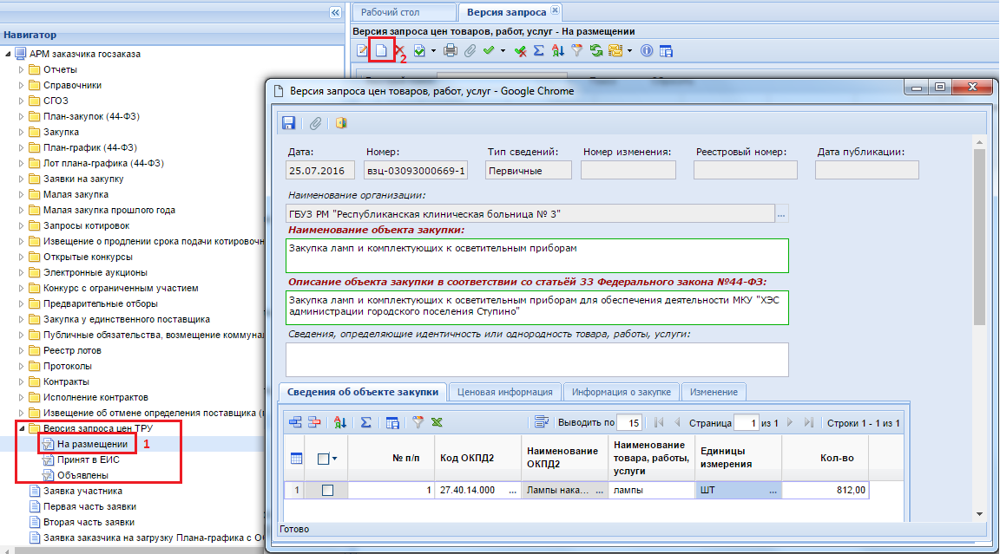 Навигатор
АРМ заказчика госзаказа
Отчеты
Справочники
СГОЗ
План-закупок (44-ФЗ)
Закупка
План-график (44-ФЗ)
Лот плана-графика (44-ФЗ)
Заявки на закупку
Малая закупка
Малая закупка прошлого года
Запросы котировок
Извещение о продлении срока подачи котировочн
Открытые конкурсы
Электронные аукционы
Конкурс с ограниченным участием
Предварительные отборы
Закупка у единственного поставщика
Публичные обязательства, возмещение коммуна
Реестр лотов
Протоколы
Контракты
Исполнение контрактов
Извещение об отмене определения поставщика (
Версия запроса цен ТРУ
На размещении 1
Принят в ЕИС
Объявлены
Заявка участника
Первая часть заявки
Вторая часть заявки
Заявка заказчика на загрузку Плана-графика с О
Рабочий стол Версия запроса
Версия запроса цен товаров, работ, услуг - На размещении
2
Версия запроса цен товаров, работ, услуг - Google Chrome
Дата: Номер: Тип сведений: Номер изменения: Реестровый номер: Дата публикации:
25.07.2016 взц-03093000669-1 Первичные
Наименование организации:
ГБУЗ РМ "Республиканская клиническая больница № 3" ...
Наименование объекта закупки:
Закупка ламп и комплектующих к осветительным приборам
Описание объекта закупки в соответствии со статьёй 33 Федерального закона №44-ФЗ:
Закупка ламп и комплектующих к осветительным приборам для обеспечения деятельности МКУ "ХЭС
администрации городского поселения Ступино"
Сведения, определяющие идентичность или однородность товара, работы, услуги:
Сведения об объекте закупки Ценовая информация Информация о закупке Изменение
Выводить по 15 Страница 1 из 1 Строки 1 - 1 из 1
№ п/п Код ОКПД2 Наименование ОКПД2 Наименование товара, работы, услуги Единицы измерения Кол-во
1 1 27.40.14.000 ... Лампы нака... ... лампы ШТ ... 812,00
Готово